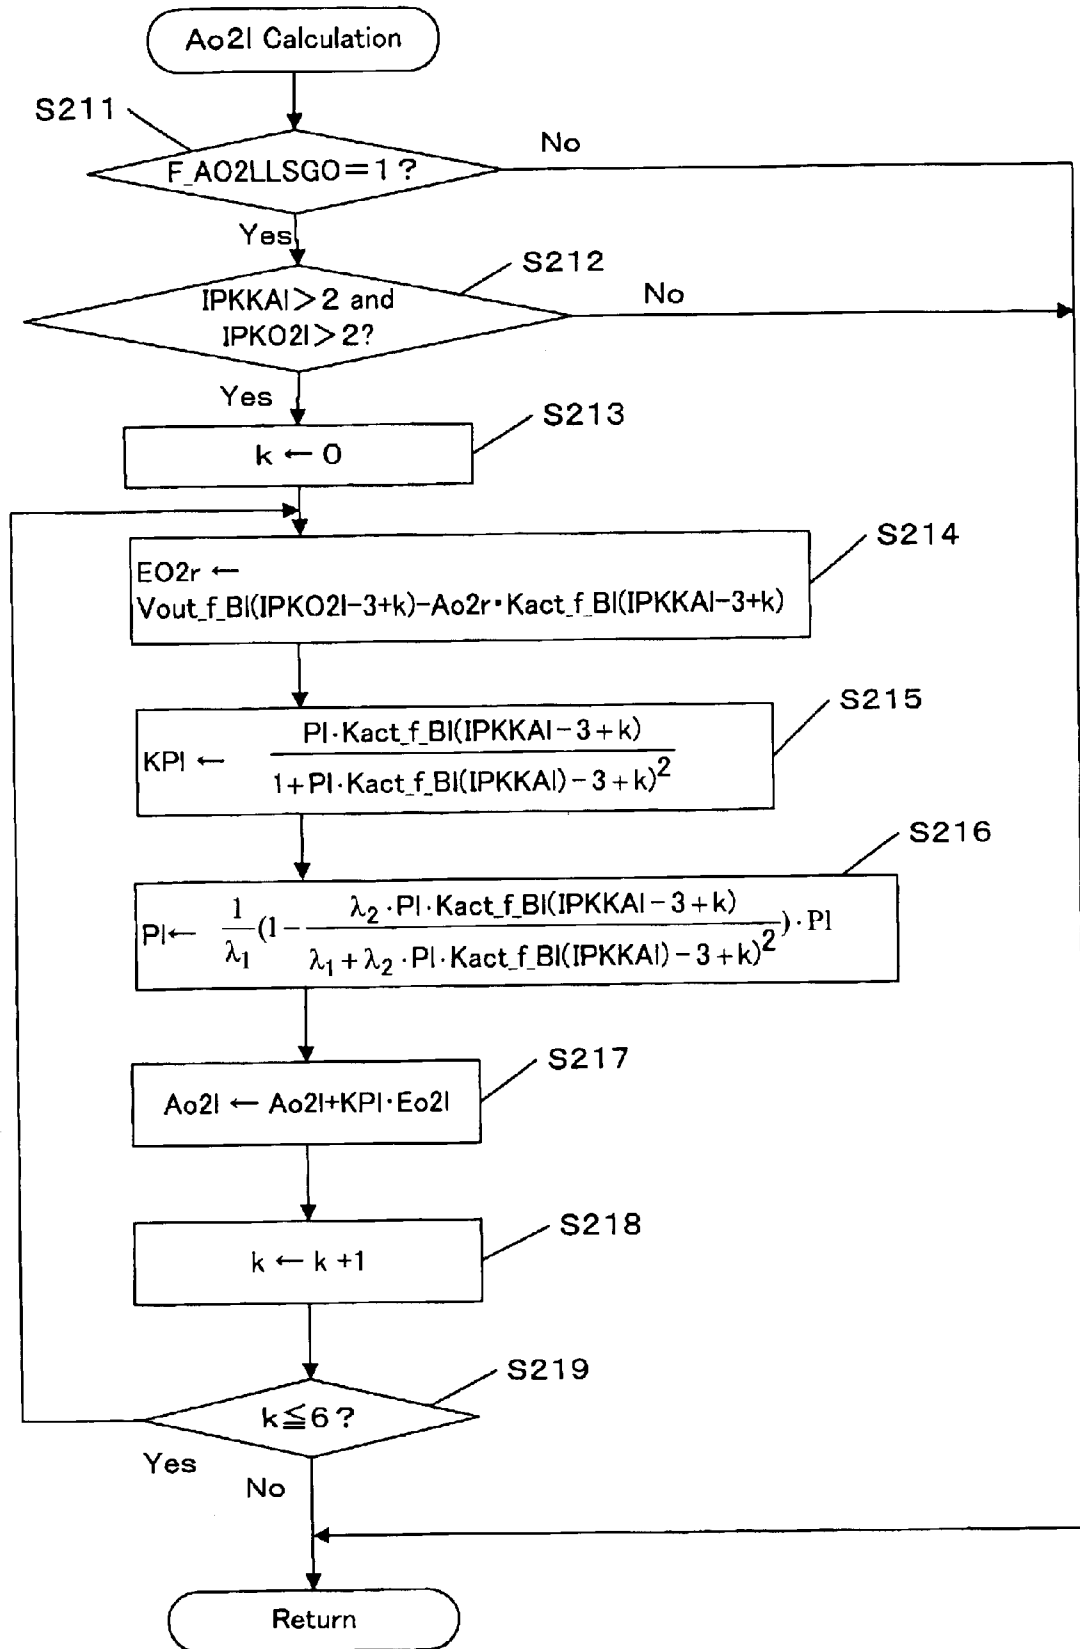 Ao2l Calculation
S211
F_AO2LLSGO=1?
No
Yes
S212
IPKKAl>2 and
IPKO2l>2?
No
Yes
S213
k ← 0
S214
EO2r ←
Vout_f_Bl(IPKO2l-3+k)-Ao2r·Kact_f_Bl(IPKKAl-3+k)
S215
KPl ← Pl·Kact_f_Bl(IPKKAl-3+k)
1+Pl·Kact_f_Bl(IPKKAl)-3+k)²
S216
Pl← 1/λ₁ (1- λ₂·Pl·Kact_f_Bl(IPKKAl-3+k)
λ₁+λ₂·Pl·Kact_f_Bl(IPKKAl)-3+k)² )·Pl
S217
Ao2l ← Ao2l+KPl·Eo2l
S218
k ← k +1
S219
k≦6?
Yes
No
Return